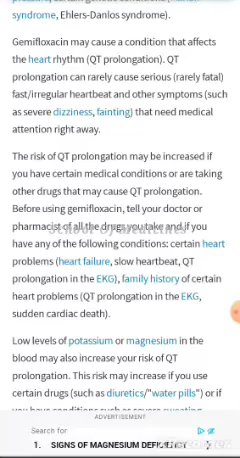 syndrome, Ehlers-Danlos syndrome).
Gemifloxacin may cause a condition that affects
the heart rhythm (QT prolongation). QT
prolongation can rarely cause serious (rarely fatal)
fast/irregular heartbeat and other symptoms (such
as severe dizziness, fainting) that need medical
attention right away.
The risk of QT prolongation may be increased if
you have certain medical conditions or are taking
other drugs that may cause QT prolongation.
Before using gemifloxacin, tell your doctor or
pharmacist of all the drugs you take and if you
have any of the following conditions: certain heart
problems (heart failure, slow heartbeat, QT
prolongation in the EKG), family history of certain
heart problems (QT prolongation in the EKG,
sudden cardiac death).
Low levels of potassium or magnesium in the
blood may also increase your risk of QT
prolongation. This risk may increase if you use
certain drugs (such as diuretics/"water pills") or if
you have conditions such as severe sweating
ADVERTISEMENT
Search for
1. SIGNS OF MAGNESIUM DEFICIENCY